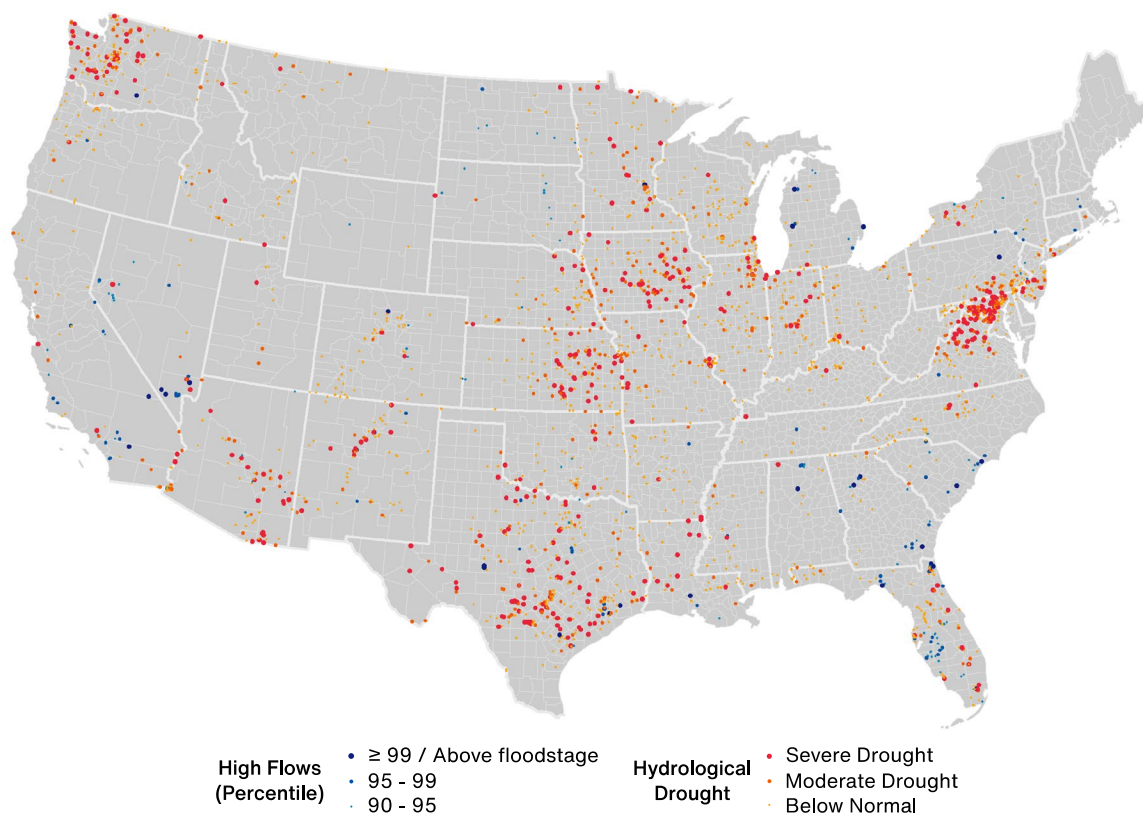 High Flows
(Percentile)
≥ 99 / Above floodstage
95 - 99
90 - 95
Hydrological
Drought
Severe Drought
Moderate Drought
Below Normal